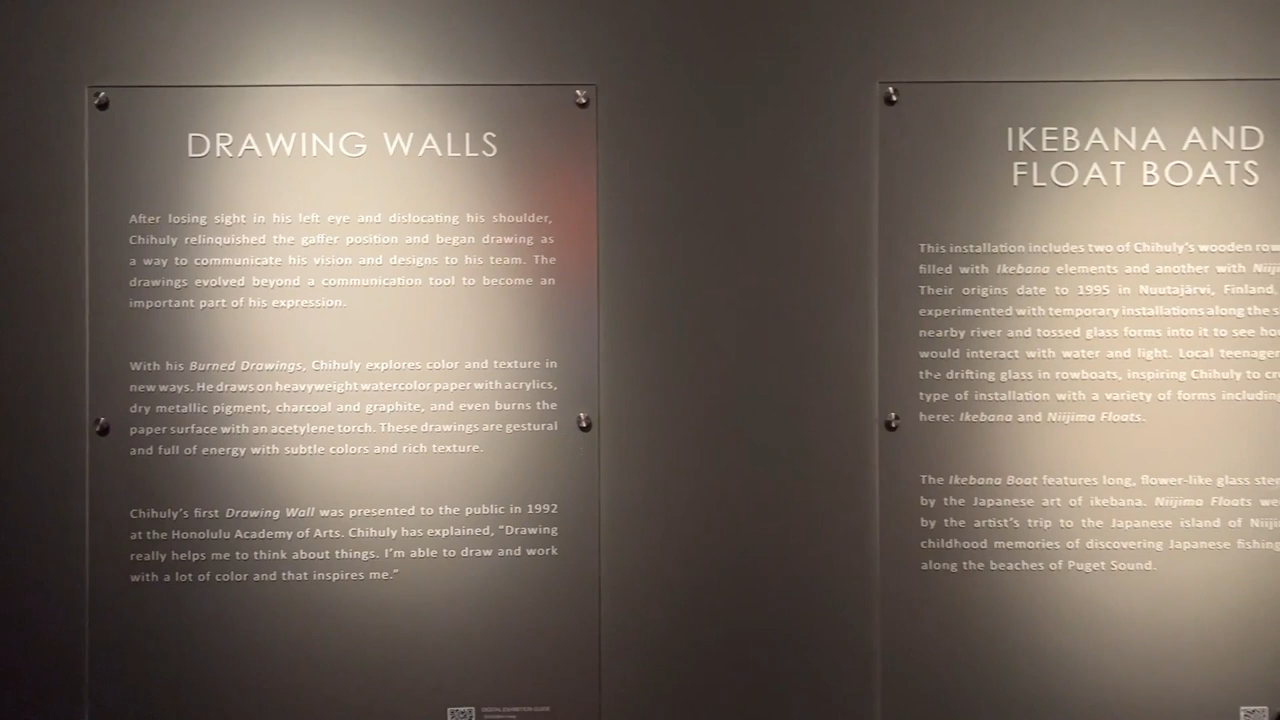 DRAWING WALLS
After losing sight in his left eye and dislocating his shoulder,
Chihuly relinquished the gaffer position and began drawing as
a way to communicate his vision and designs to his team. The
drawings evolved beyond a communication tool to become an
important part of his expression.
With his Burned Drawings, Chihuly explores color and texture in
new ways. He draws on heavyweight watercolor paper with acrylics,
dry metallic pigment, charcoal and graphite, and even burns the
paper surface with an acetylene torch. These drawings are gestural
and full of energy with subtle colors and rich texture.
Chihuly's first Drawing Wall was presented to the public in 1992
at the Honolulu Academy of Arts. Chihuly has explained, "Drawing
really helps me to think about things. I'm able to draw and work
with a lot of color and that inspires me."
DIGITAL EXHIBITION GUIDE
IKEBANA AND
FLOAT BOATS
This installation includes two of Chihuly's wooden
filled with Ikebana elements and another with
Their origins date to 1995 in Nuutajärvi, Finland,
experimented with temporary installations along the
nearby river and tossed glass forms into it to see
would interact with water and light. Local
the drifting glass in rowboats, inspiring Chihuly to
type of installation with a variety of forms including
here: Ikebana and Niijima Floats.
The Ikebana Boat features long, flower-like glass
by the Japanese art of ikebana. Niijima Floats
by the artist's trip to the Japanese island of
childhood memories of discovering Japanese fishing
along the beaches of Puget Sound.